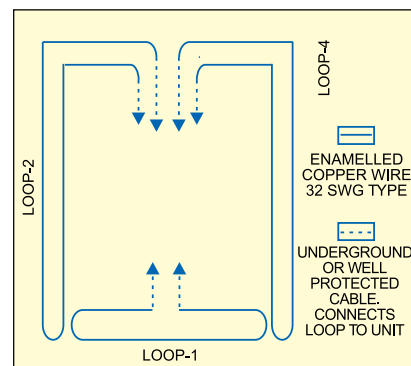 LOOP-2
LOOP-4
ENAMELLED
COPPER WIRE
32 SWG TYPE
UNDERGROUND
OR WELL
PROTECTED
CABLE.
CONNECTS
LOOP TO UNIT
LOOP-1